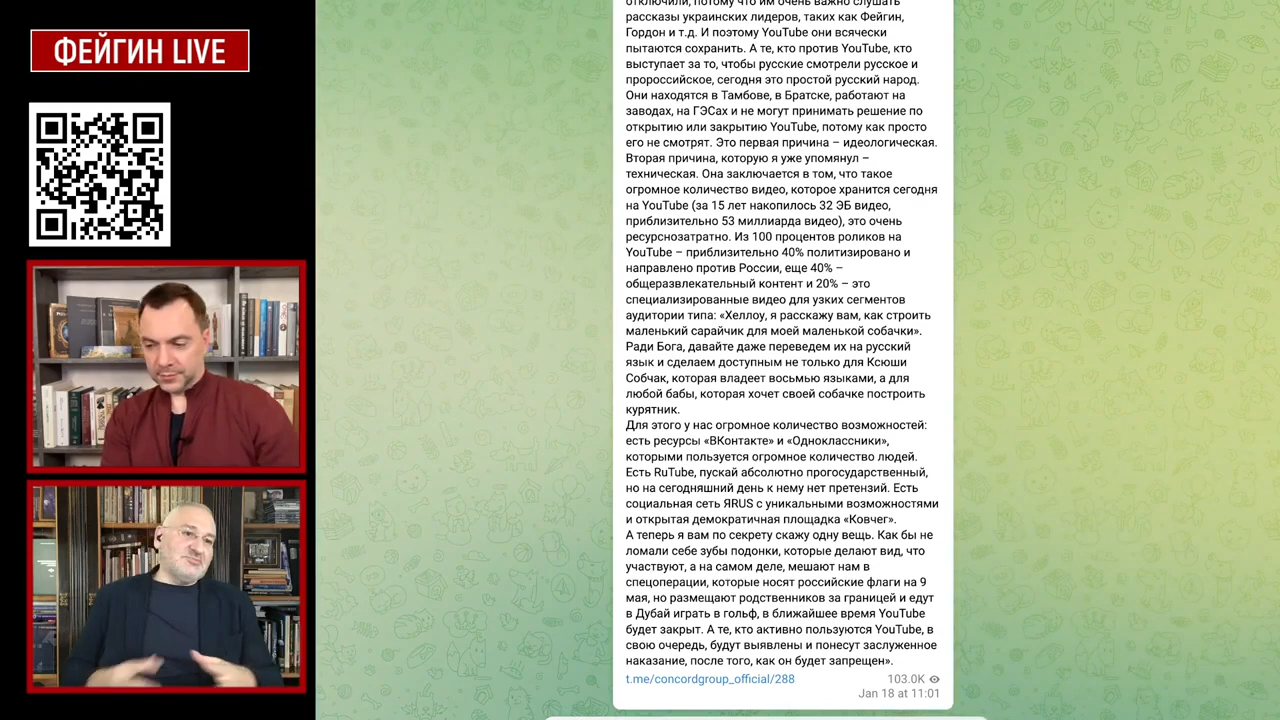 ФЕЙГИН LIVE
отключили, потому что им очень важно слушать
рассказы украинских лидеров, таких как Фейгин,
Гордон и т.д. И поэтому YouTube они всячески
пытаются сохранить. А те, кто против YouTube, кто
выступает за то, чтобы русские смотрели русское и
пророссийское, сегодня это простой русский народ.
Они находятся в Тамбове, в Братске, работают на
заводах, на ГЭСах и не могут принимать решение по
открытию или закрытию YouTube, потому как просто
его не смотрят. Это первая причина – идеологическая.
Вторая причина, которую я уже упомянул –
техническая. Она заключается в том, что такое
огромное количество видео, которое хранится сегодня
на YouTube (за 15 лет накопилось 32 ЭБ видео,
приблизительно 53 миллиарда видео), это очень
ресурснозатратно. Из 100 процентов роликов на
YouTube – приблизительно 40% политизировано и
направлено против России, еще 40% –
общеразвлекательный контент и 20% – это
специализированные видео для узких сегментов
аудитории типа: «Хеллоу, я расскажу вам, как строить
маленький сарайчик для моей маленькой собачки».
Ради Бога, давайте даже переведем их на русский
язык и сделаем доступным не только для Ксюши
Собчак, которая владеет восьмью языками, а для
любой бабы, которая хочет своей собачке построить
курятник.
Для этого у нас огромное количество возможностей:
есть ресурсы «ВКонтакте» и «Одноклассники»,
которыми пользуется огромное количество людей.
Есть RuTube, пускай абсолютно прогосударственный,
но на сегодняшний день к нему нет претензий. Есть
социальная сеть ЯRUS с уникальными возможностями
и открытая демократичная площадка «Ковчег».
А теперь я вам по секрету скажу одну вещь. Как бы не
ломали себе зубы подонки, которые делают вид, что
участвуют, а на самом деле, мешают нам в
спецоперации, которые носят российские флаги на 9
мая, но размещают родственников за границей и едут
в Дубай играть в гольф, в ближайшее время YouTube
будет закрыт. А те, кто активно пользуются YouTube, в
свою очередь, будут выявлены и понесут заслуженное
наказание, после того, как он будет запрещен».
t.me/concordgroup_official/288
103.0K
Jan 18 at 11:01